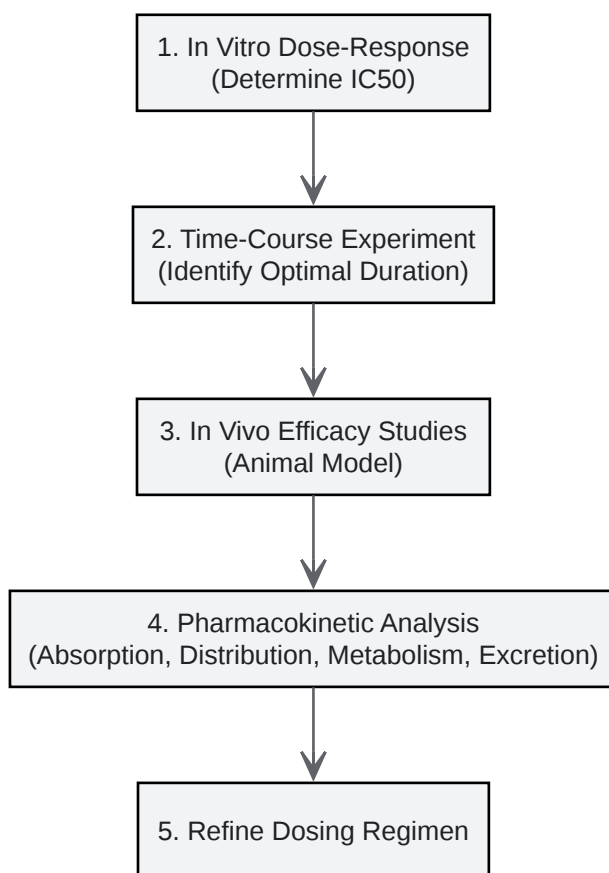 1. In Vitro Dose-Response
(Determine IC50)
2. Time-Course Experiment
(Identify Optimal Duration)
3. In Vivo Efficacy Studies
(Animal Model)
4. Pharmacokinetic Analysis
(Absorption, Distribution, Metabolism, Excretion)
5. Refine Dosing Regimen